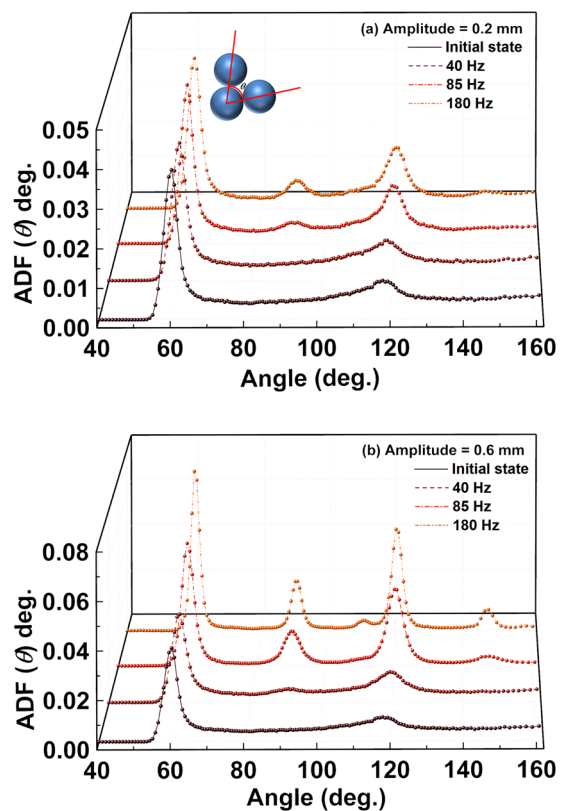 (a) Amplitude = 0.2 mm
Initial state
40 Hz
85 Hz
180 Hz
θ
0.05
0.04
0.03
0.02
0.01
0.00
ADF (θ) deg.
40 60 80 100 120 140 160
Angle (deg.)
(b) Amplitude = 0.6 mm
Initial state
40 Hz
85 Hz
180 Hz
0.08
0.06
0.04
0.02
0.00
ADF (θ) deg.
40 60 80 100 120 140 160
Angle (deg.)